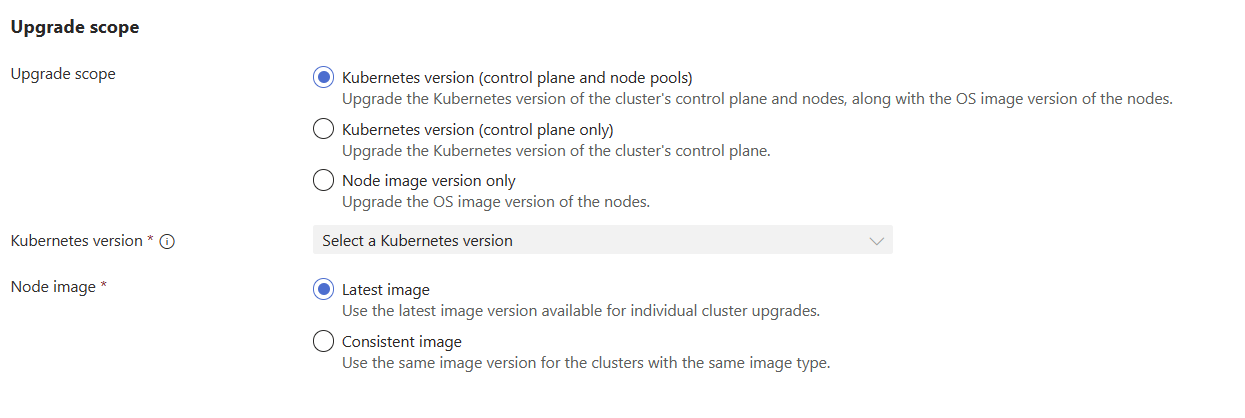 Upgrade scope
Upgrade scope
Kubernetes version (control plane and node pools)
Upgrade the Kubernetes version of the cluster's control plane and nodes, along with the OS image version of the nodes.
Kubernetes version (control plane only)
Upgrade the Kubernetes version of the cluster's control plane.
Node image version only
Upgrade the OS image version of the nodes.
Kubernetes version *
Select a Kubernetes version
Node image *
Latest image
Use the latest image version available for individual cluster upgrades.
Consistent image
Use the same image version for the clusters with the same image type.